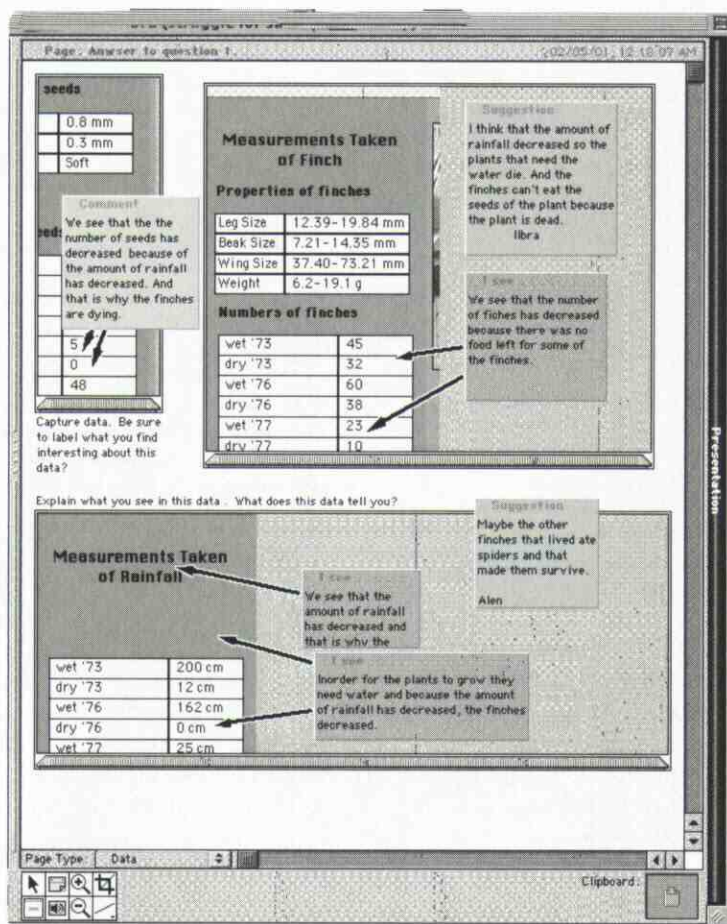 Page: Anwser to question 1.
02/05/01, 12:18:07 AM
seeds
0.8 mm
0.3 mm
Soft
Comment
We see that the the
number of seeds has
decreased because of
the amount of rainfall
has decreased. And
that is why the finches
are dying.
5
0
48
Capture data. Be sure
to label what you find
interesting about this
data?
Measurements Taken
of Finch
Properties of finches
Leg Size 12.39-19.84 mm
Beak Size 7.21-14.35 mm
Wing Size 37.40-73.21 mm
Weight 6.2-19.1 g
Numbers of finches
wet '73 45
dry '73 32
wet '76 60
dry '76 38
wet '77 23
dry '77 10
Suggestion
I think that the amount of
rainfall decreased so the
plants that need the
water die. And the
finches can't eat the
seeds of the plant because
the plant is dead.
Ibra
I see
We see that the number
of fiches has decreased
because there was no
food left for some of
the finches.
Explain what you see in this data. What does this data tell you?
Measurements Taken
of Rainfall
wet '73 200 cm
dry '73 12 cm
wet '76 162 cm
dry '76 0 cm
wet '77 25 cm
I see
We see that the
amount of rainfall
has decreased and
that is why the
I see
Inorder for the plants to grow they
need water and because the amount
of rainfall has decreased, the finches
decreased.
Suggestion
Maybe the other
finches that lived ate
spiders and that
made them survive.
Alen
Presentation
Page Type: Data
Clipboard: